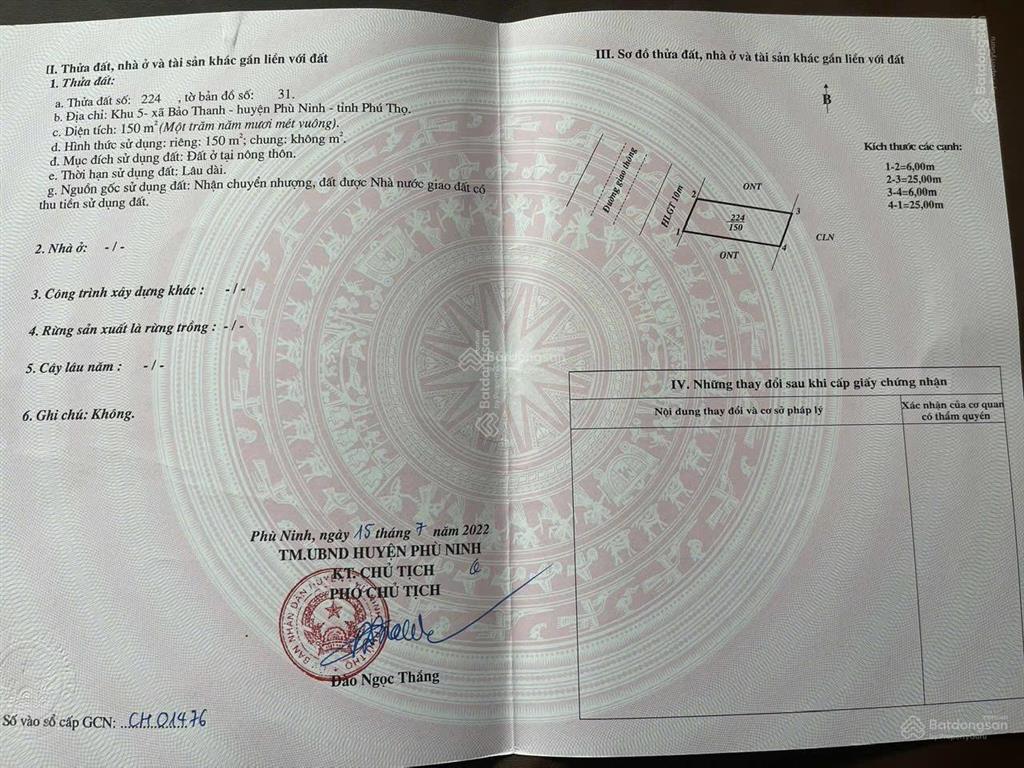 II. Thửa đất, nhà ở và tài sản khác gắn liền với đất
1. Thửa đất:
a. Thửa đất số: 224 , tờ bản đồ số: 31.
b. Địa chỉ: Khu 5- xã Bảo Thanh - huyện Phù Ninh - tỉnh Phú Thọ.
c. Diện tích: 150 m² (Một trăm năm mươi mét vuông).
d. Hình thức sử dụng: riêng: 150 m²; chung: không m².
đ. Mục đích sử dụng đất: Đất ở tại nông thôn.
e. Thời hạn sử dụng đất: Lâu dài.
g. Nguồn gốc sử dụng đất: Nhận chuyển nhượng, đất được Nhà nước giao đất có
thu tiền sử dụng đất.
2. Nhà ở: - / -
3. Công trình xây dựng khác : - / -
4. Rừng sản xuất là rừng trồng : - / -
5. Cây lâu năm : - / -
6. Ghi chú: Không.
Phù Ninh, ngày 15 tháng 7 năm 2022
TM.UBND HUYỆN PHÙ NINH
KT. CHỦ TỊCH
PHÓ CHỦ TỊCH
Đào Ngọc Thắng
Số vào sổ cấp GCN: CH 01476
III. Sơ đồ thửa đất, nhà ở và tài sản khác gắn liền với đất
B
Kích thước các cạnh:
1-2=6,00m
2-3=25,00m
3-4=6,00m
4-1=25,00m
Đường giao thông
HLGT 10m
ONT
2
3
224
150
1
4
CLN
ONT
IV. Những thay đổi sau khi cấp giấy chứng nhận
Nội dung thay đổi và cơ sở pháp lý
Xác nhận của cơ quan
có thẩm quyền
Batdongsan
Batdongsan
Batdongsan